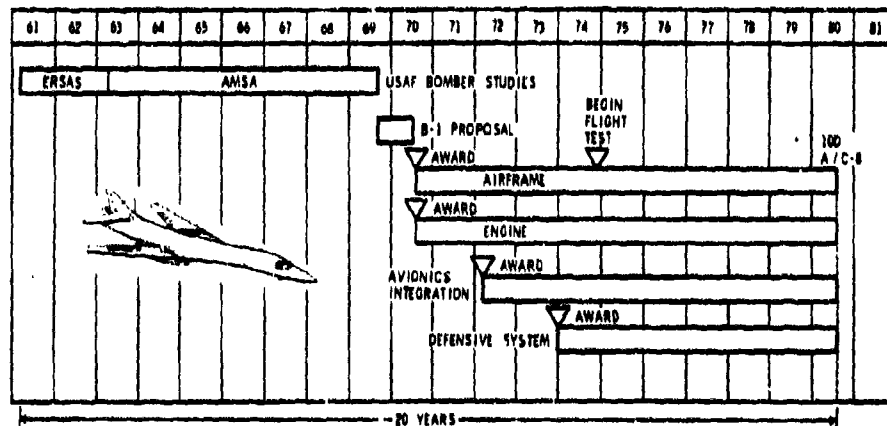 61 62 63 64 65 66 67 68 69 70 71 72 73 74 75 76 77 78 79 80 81
ERSAS AMSA USAF BOMBER STUDIES
B-1 PROPOSAL
BEGIN
FLIGHT
TEST
IOD
A/C-8
AWARD
AIRFRAME
AWARD
ENGINE
AVIONICS
INTEGRATION
AWARD
AWARD
DEFENSIVE SYSTEM
~20 YEARS